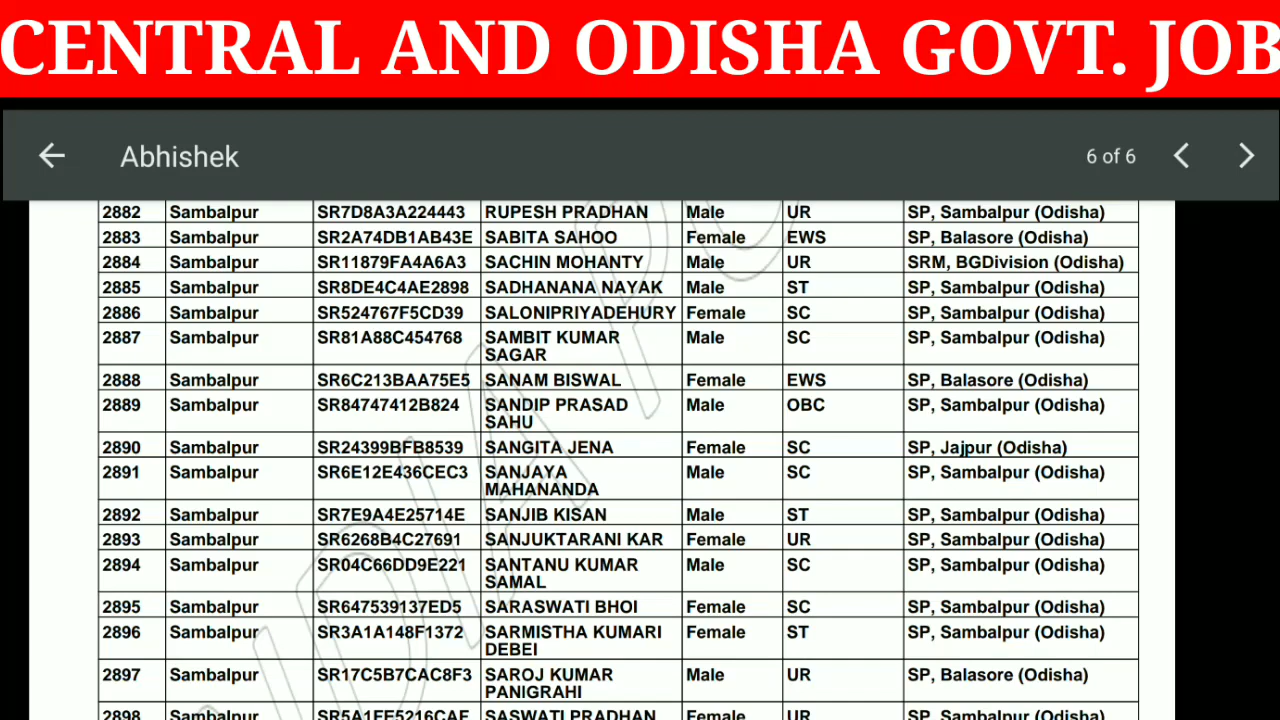 CENTRAL AND ODISHA GOVT. JOB
Abhishek 6 of 6
2882 Sambalpur SR7D8A3A224443 RUPESH PRADHAN Male UR SP, Sambalpur (Odisha)
2883 Sambalpur SR2A74DB1AB43E SABITA SAHOO Female EWS SP, Balasore (Odisha)
2884 Sambalpur SR11879FA4A6A3 SACHIN MOHANTY Male UR SRM, BGDivision (Odisha)
2885 Sambalpur SR8DE4C4AE2898 SADHANANA NAYAK Male ST SP, Sambalpur (Odisha)
2886 Sambalpur SR524767F5CD39 SALONIPRIYADEHURY Female SC SP, Sambalpur (Odisha)
2887 Sambalpur SR81A88C454768 SAMBIT KUMAR Male SC SP, Sambalpur (Odisha)
SAGAR
2888 Sambalpur SR6C213BAA75E5 SANAM BISWAL Female EWS SP, Balasore (Odisha)
2889 Sambalpur SR84747412B824 SANDIP PRASAD Male OBC SP, Sambalpur (Odisha)
SAHU
2890 Sambalpur SR24399BFB8539 SANGITA JENA Female SC SP, Jajpur (Odisha)
2891 Sambalpur SR6E12E436CEC3 SANJAYA Male SC SP, Sambalpur (Odisha)
MAHANANDA
2892 Sambalpur SR7E9A4E25714E SANJIB KISAN Male ST SP, Sambalpur (Odisha)
2893 Sambalpur SR6268B4C27691 SANJUKTARANI KAR Female UR SP, Sambalpur (Odisha)
2894 Sambalpur SR04C66DD9E221 SANTANU KUMAR Male SC SP, Sambalpur (Odisha)
SAMAL
2895 Sambalpur SR647539137ED5 SARASWATI BHOI Female SC SP, Sambalpur (Odisha)
2896 Sambalpur SR3A1A148F1372 SARMISTHA KUMARI Female ST SP, Sambalpur (Odisha)
DEBEI
2897 Sambalpur SR17C5B7CAC8F3 SAROJ KUMAR Male UR SP, Balasore (Odisha)
PANIGRAHI
2898 Sambalpur SASWATI PRADHAN Female UR SP, Sambalpur (Odisha)